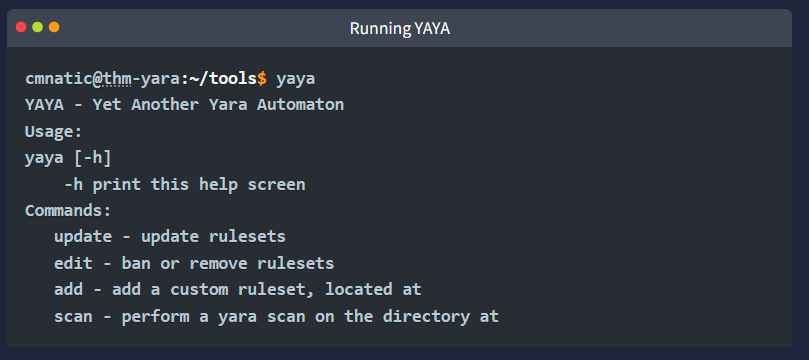 Running YAYA
cmnatic@thm-yara:~/tools$ yaya
YAYA - Yet Another Yara Automaton
Usage:
yaya [-h]
    -h print this help screen
Commands:
   update - update rulesets
   edit - ban or remove rulesets
   add - add a custom ruleset, located at
   scan - perform a yara scan on the directory at